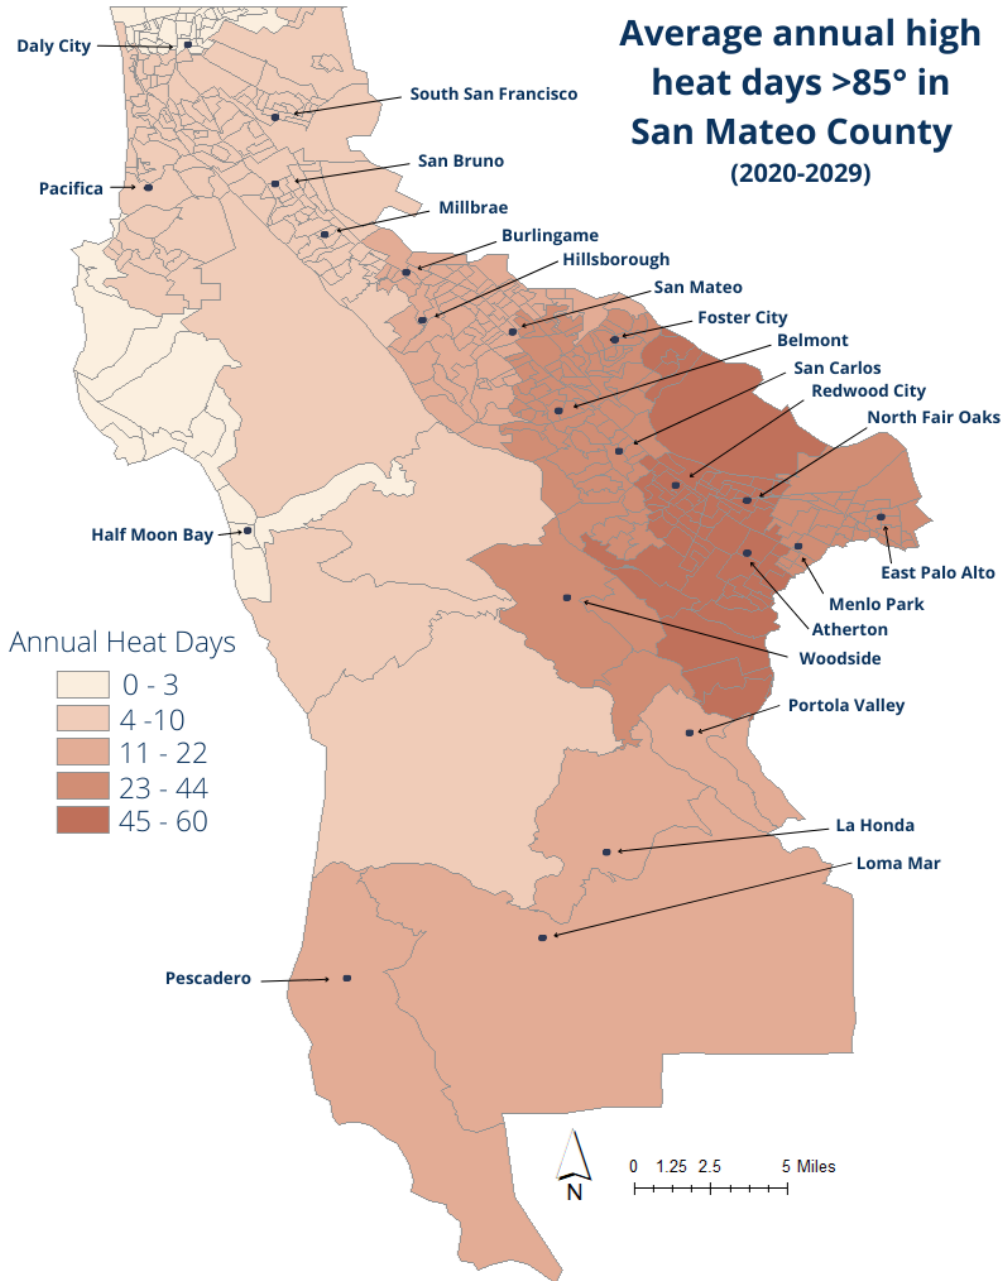 Average annual high
heat days >85° in
San Mateo County
(2020-2029)
Daly City
South San Francisco
San Bruno
Pacifica
Millbrae
Burlingame
Hillsborough
San Mateo
Foster City
Belmont
San Carlos
Redwood City
North Fair Oaks
Half Moon Bay
East Palo Alto
Menlo Park
Atherton
Woodside
Portola Valley
La Honda
Loma Mar
Pescadero
Annual Heat Days
0 - 3
4 -10
11 - 22
23 - 44
45 - 60
N
0 1.25 2.5 5 Miles